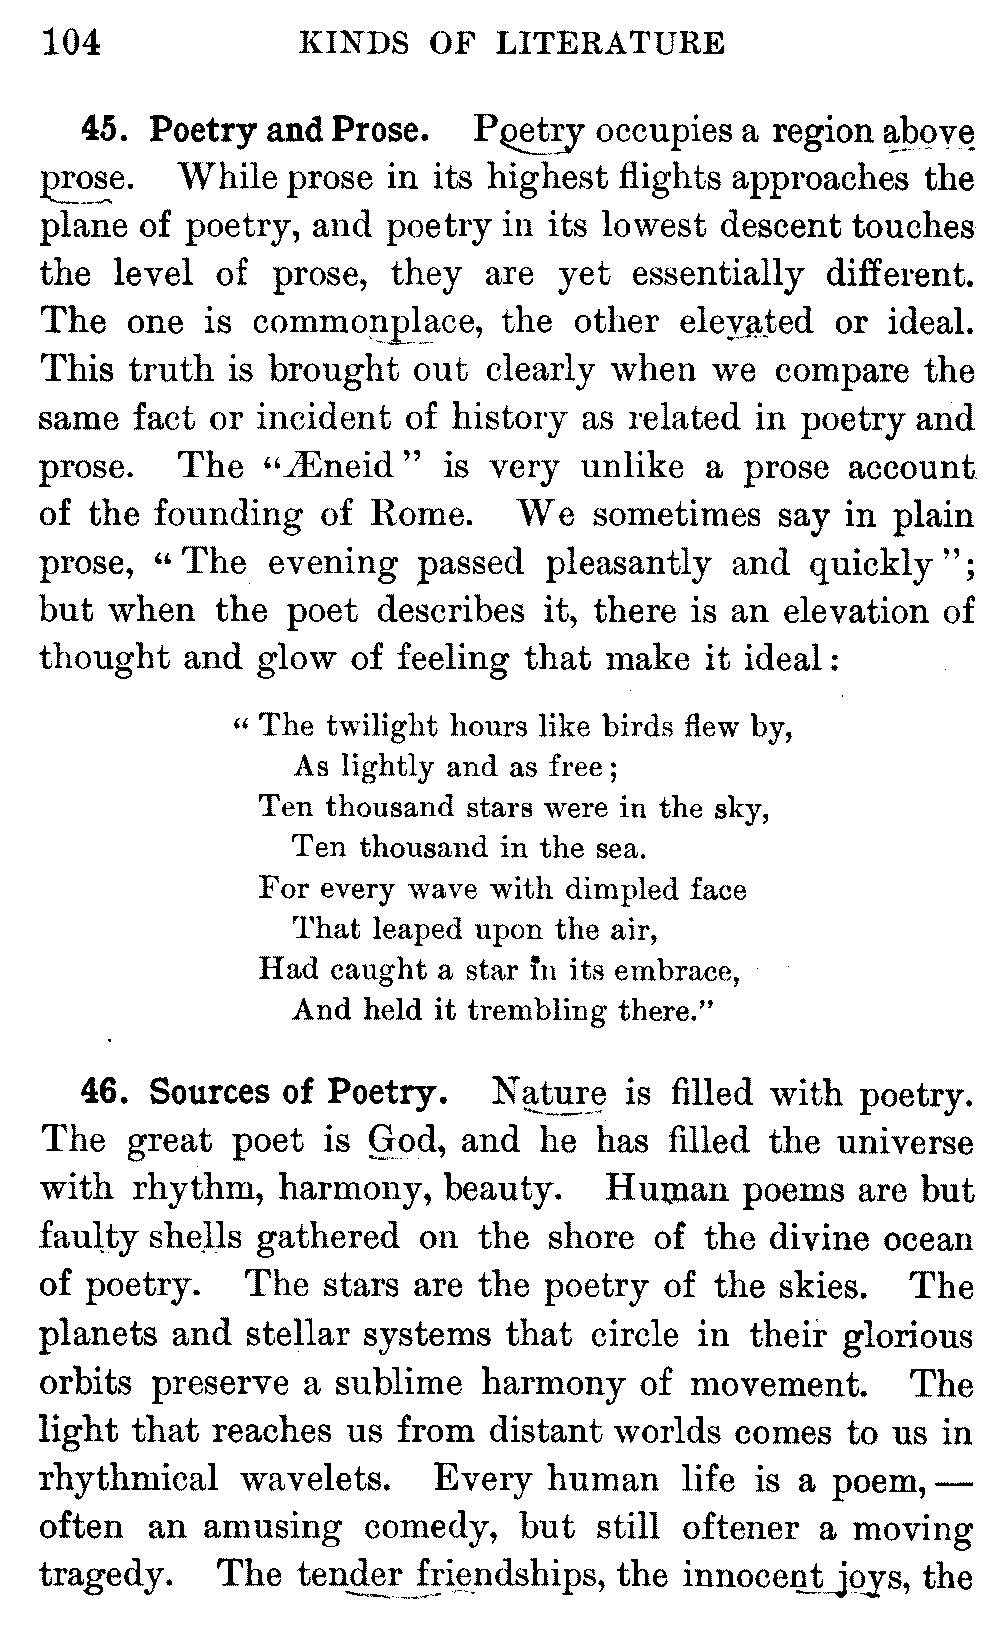 104 KINDS OF LITERATURE
45. Poetry and Prose. Poetry occupies a region above
prose. While prose in its highest flights approaches the
plane of poetry, and poetry in its lowest descent touches
the level of prose, they are yet essentially different.
The one is commonplace, the other elevated or ideal.
This truth is brought out clearly when we compare the
same fact or incident of history as related in poetry and
prose. The “Æneid” is very unlike a prose account
of the founding of Rome. We sometimes say in plain
prose, “The evening passed pleasantly and quickly”;
but when the poet describes it, there is an elevation of
thought and glow of feeling that make it ideal:
“The twilight hours like birds flew by,
As lightly and as free;
Ten thousand stars were in the sky,
Ten thousand in the sea.
For every wave with dimpled face
That leaped upon the air,
Had caught a star in its embrace,
And held it trembling there.”
46. Sources of Poetry. Nature is filled with poetry.
The great poet is God, and he has filled the universe
with rhythm, harmony, beauty. Human poems are but
faulty shells gathered on the shore of the divine ocean
of poetry. The stars are the poetry of the skies. The
planets and stellar systems that circle in their glorious
orbits preserve a sublime harmony of movement. The
light that reaches us from distant worlds comes to us in
rhythmical wavelets. Every human life is a poem, —
often an amusing comedy, but still oftener a moving
tragedy. The tender friendships, the innocent joys, the